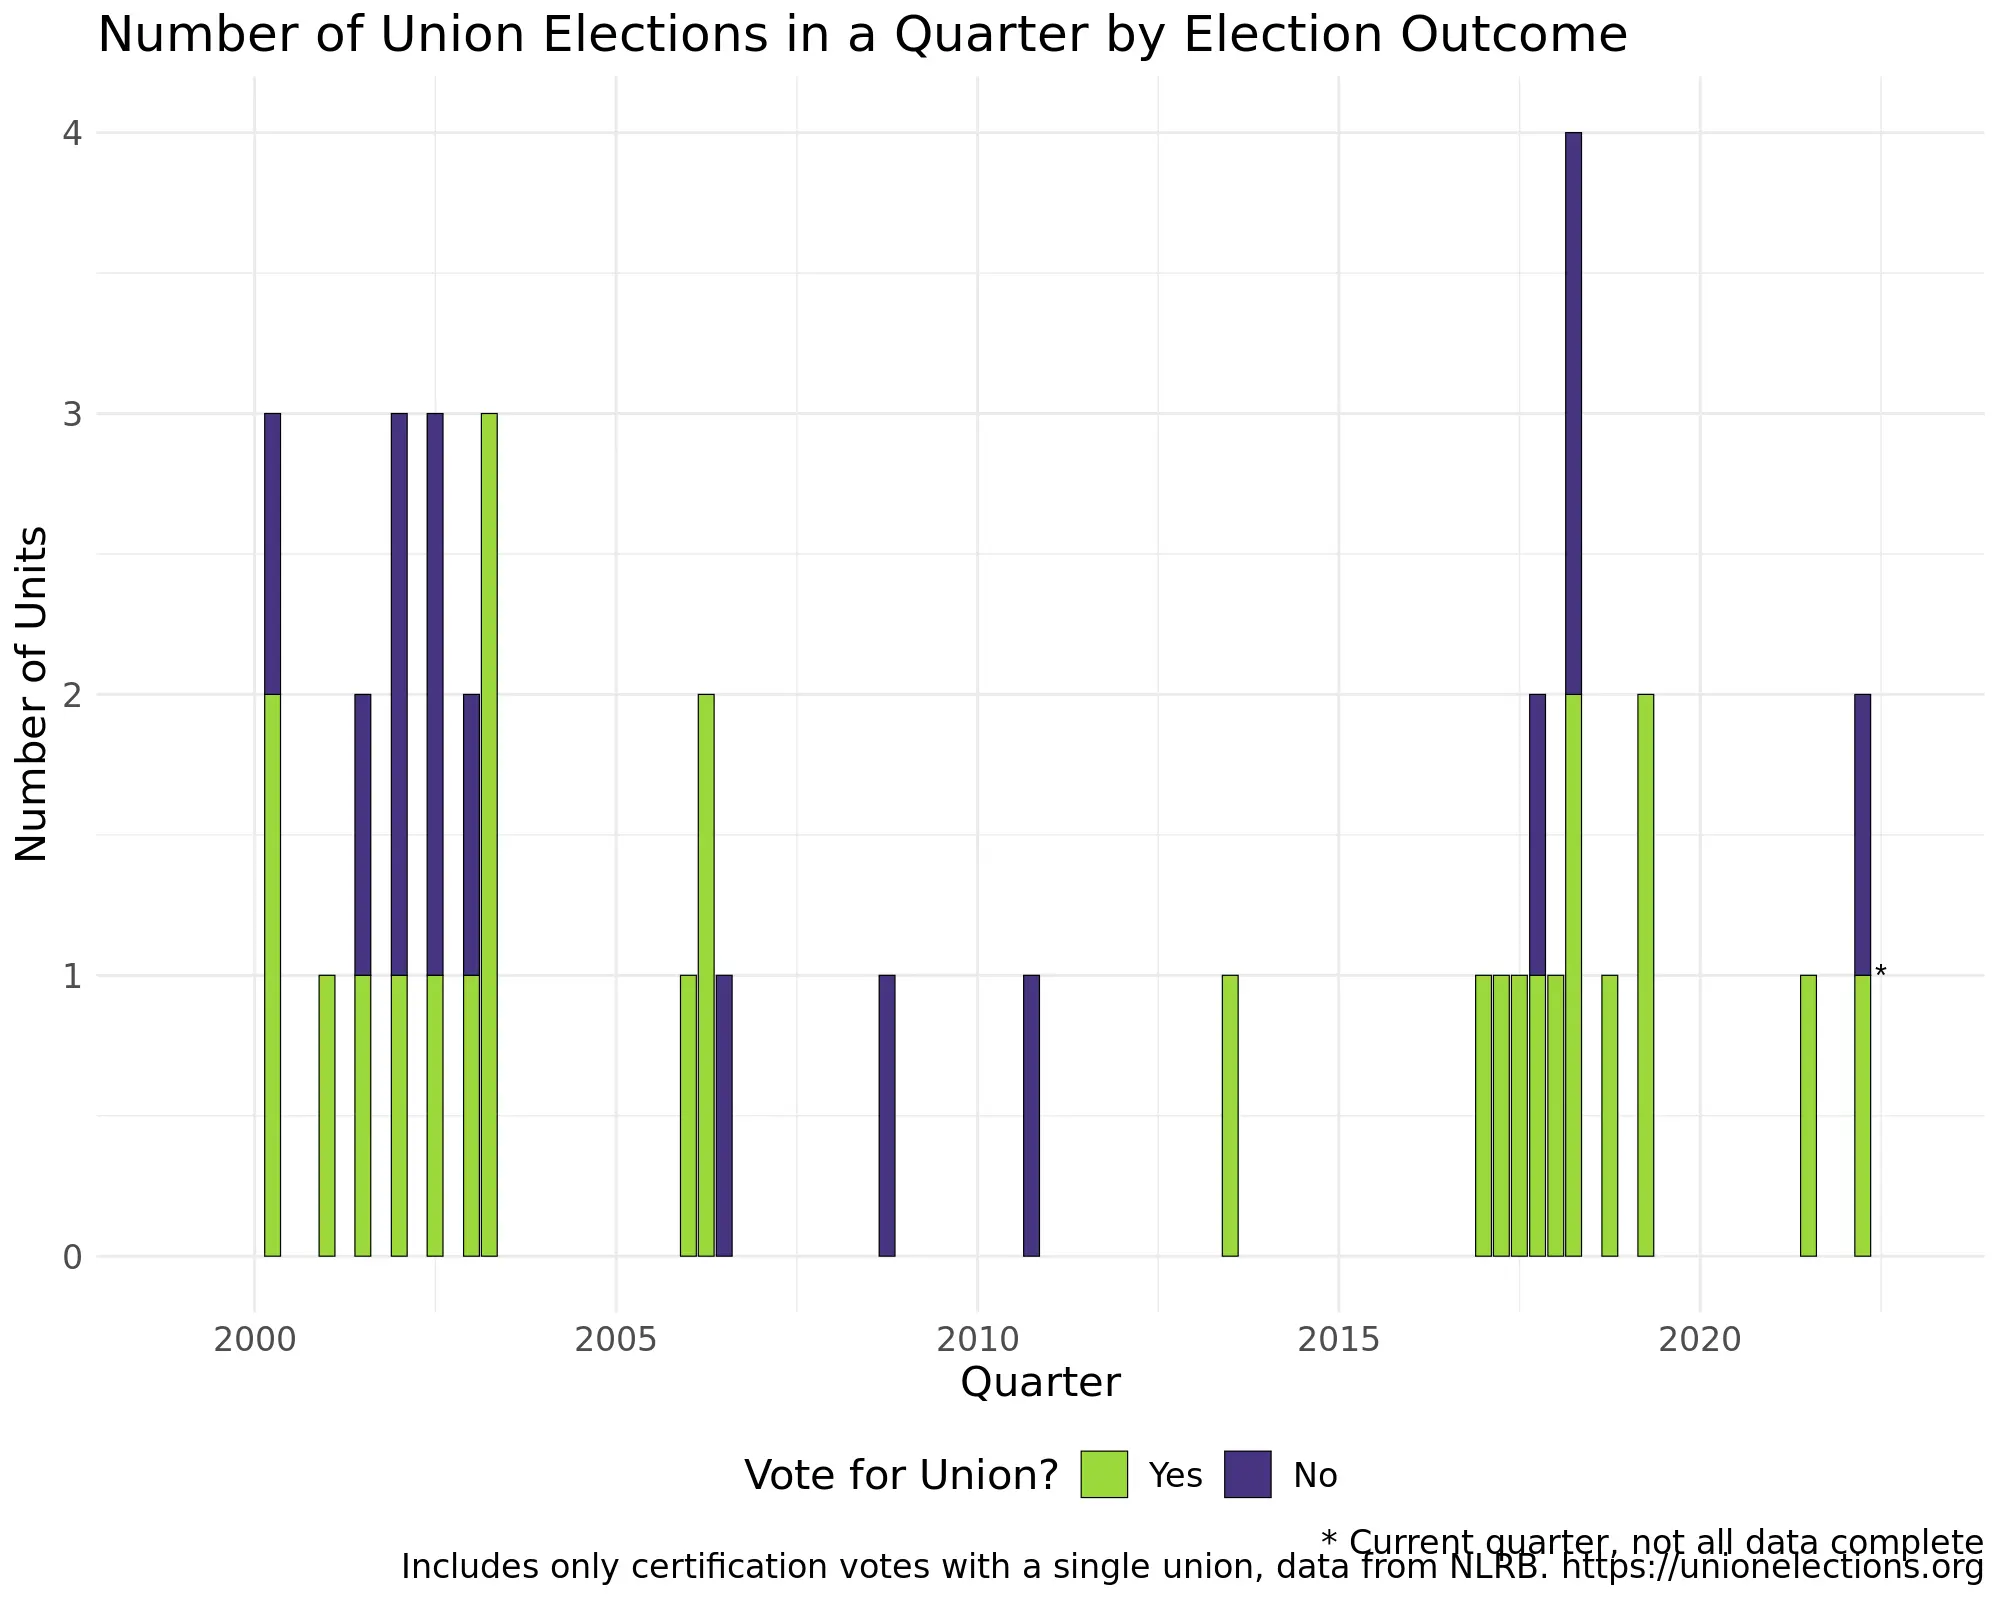 Number of Union Elections in a Quarter by Election Outcome
4
3
2
1
0
Number of Units
*
2000 2005 2010 2015 2020
Quarter
Vote for Union? Yes No
* Current quarter, not all data complete
Includes only certification votes with a single union, data from NLRB. https://unionelections.org